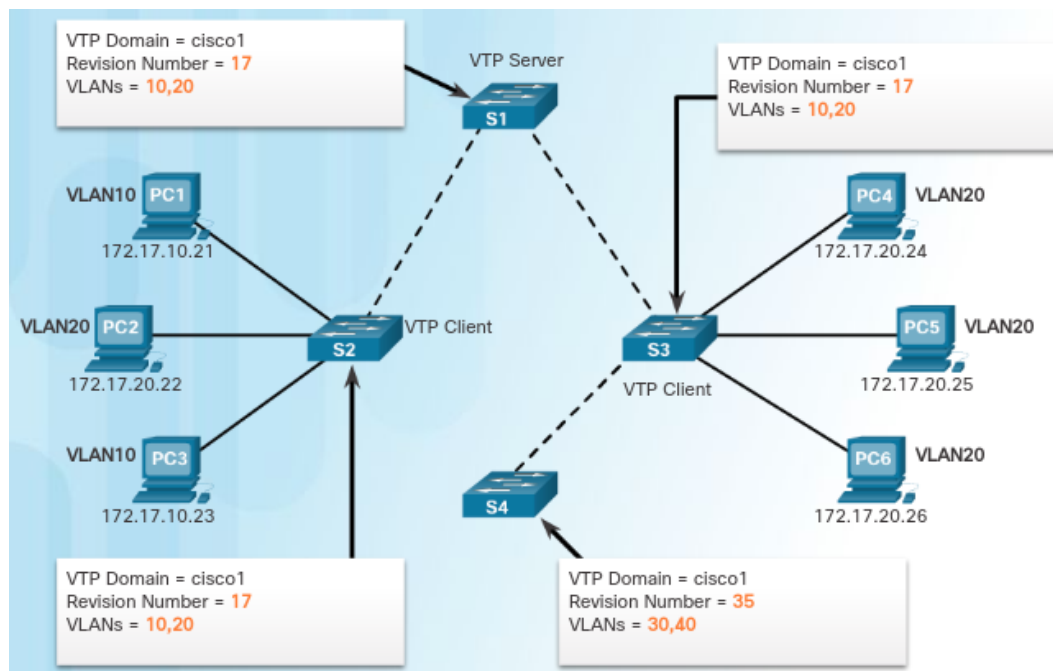 VTP Domain = cisco1
Revision Number = 17
VLANs = 10,20
VTP Server
S1
VTP Domain = cisco1
Revision Number = 17
VLANs = 10,20
VLAN10
PC1
172.17.10.21
PC4
VLAN20
172.17.20.24
VLAN20
PC2
172.17.20.22
S2
VTP Client
S3
VTP Client
PC5
VLAN20
172.17.20.25
VLAN10
PC3
172.17.10.23
S4
PC6
VLAN20
172.17.20.26
VTP Domain = cisco1
Revision Number = 17
VLANs = 10,20
VTP Domain = cisco1
Revision Number = 35
VLANs = 30,40